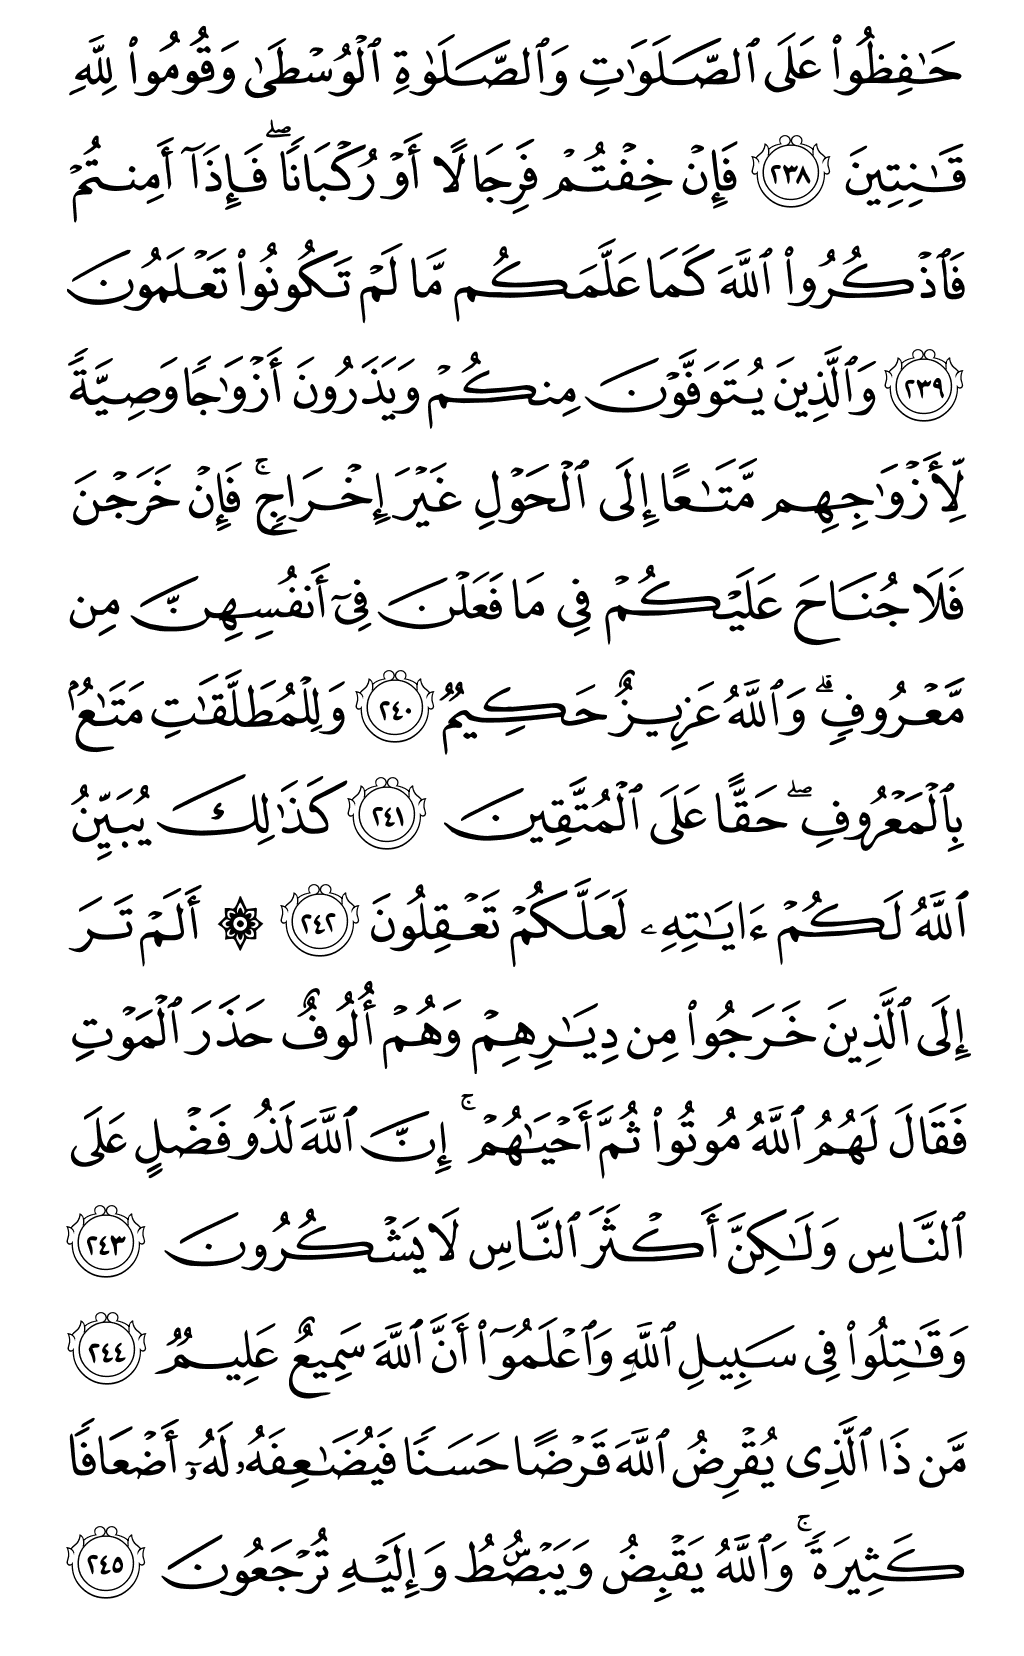 حَـٰفِظُوا۟ عَلَى ٱلصَّلَوَٰتِ وَٱلصَّلَوٰةِ ٱلْوُسْطَىٰ وَقُومُوا۟ لِلَّهِ
قَـٰنِتِينَ ٢٣٨ فَإِنْ خِفْتُمْ فَرِجَالًا أَوْ رُكْبَانًا ۖ فَإِذَآ أَمِنتُمْ
فَٱذْكُرُوا۟ ٱللَّهَ كَمَا عَلَّمَكُم مَّا لَمْ تَكُونُوا۟ تَعْلَمُونَ
٢٣٩ وَٱلَّذِينَ يُتَوَفَّوْنَ مِنكُمْ وَيَذَرُونَ أَزْوَٰجًا وَصِيَّةً
لِّأَزْوَٰجِهِم مَّتَـٰعًا إِلَى ٱلْحَوْلِ غَيْرَ إِخْرَاجٍ ۚ فَإِنْ خَرَجْنَ
فَلَا جُنَاحَ عَلَيْكُمْ فِى مَا فَعَلْنَ فِىٓ أَنفُسِهِنَّ مِن
مَّعْرُوفٍ ۗ وَٱللَّهُ عَزِيزٌ حَكِيمٌ ٢٤٠ وَلِلْمُطَلَّقَـٰتِ مَتَـٰعٌۢ
بِٱلْمَعْرُوفِ ۖ حَقًّا عَلَى ٱلْمُتَّقِينَ ٢٤١ كَذَٰلِكَ يُبَيِّنُ
ٱللَّهُ لَكُمْ ءَايَـٰتِهِۦ لَعَلَّكُمْ تَعْقِلُونَ ٢٤٢ ۞ أَلَمْ تَرَ
إِلَى ٱلَّذِينَ خَرَجُوا۟ مِن دِيَـٰرِهِمْ وَهُمْ أُلُوفٌ حَذَرَ ٱلْمَوْتِ
فَقَالَ لَهُمُ ٱللَّهُ مُوتُوا۟ ثُمَّ أَحْيَـٰهُمْ ۚ إِنَّ ٱللَّهَ لَذُو فَضْلٍ عَلَى
ٱلنَّاسِ وَلَـٰكِنَّ أَكْثَرَ ٱلنَّاسِ لَا يَشْكُرُونَ ٢٤٣
وَقَـٰتِلُوا۟ فِى سَبِيلِ ٱللَّهِ وَٱعْلَمُوٓا۟ أَنَّ ٱللَّهَ سَمِيعٌ عَلِيمٌ ٢٤٤
مَّن ذَا ٱلَّذِى يُقْرِضُ ٱللَّهَ قَرْضًا حَسَنًا فَيُضَـٰعِفَهُۥ لَهُۥٓ أَضْعَافًا
كَثِيرَةً ۚ وَٱللَّهُ يَقْبِضُ وَيَبْصُۜطُ وَإِلَيْهِ تُرْجَعُونَ ٢٤٥